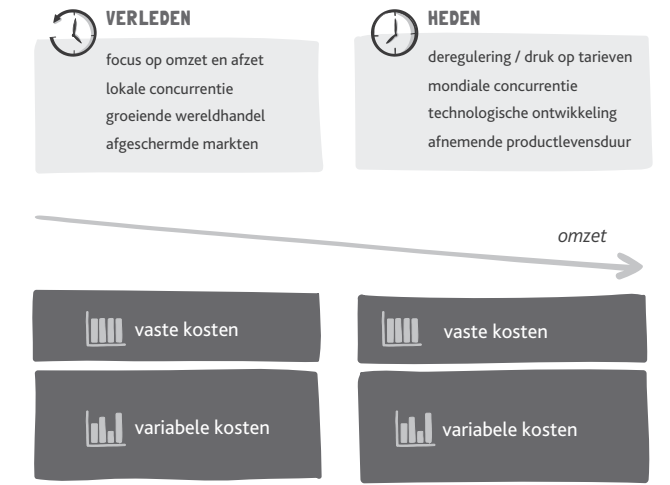 VERLEDEN
focus op omzet en afzet
lokale concurrentie
groeiende wereldhandel
afgeschermde markten
HEDEN
deregulering / druk op tarieven
mondiale concurrentie
technologische ontwikkeling
afnemende productlevensduur
omzet
vaste kosten
vaste kosten
variabele kosten
variabele kosten